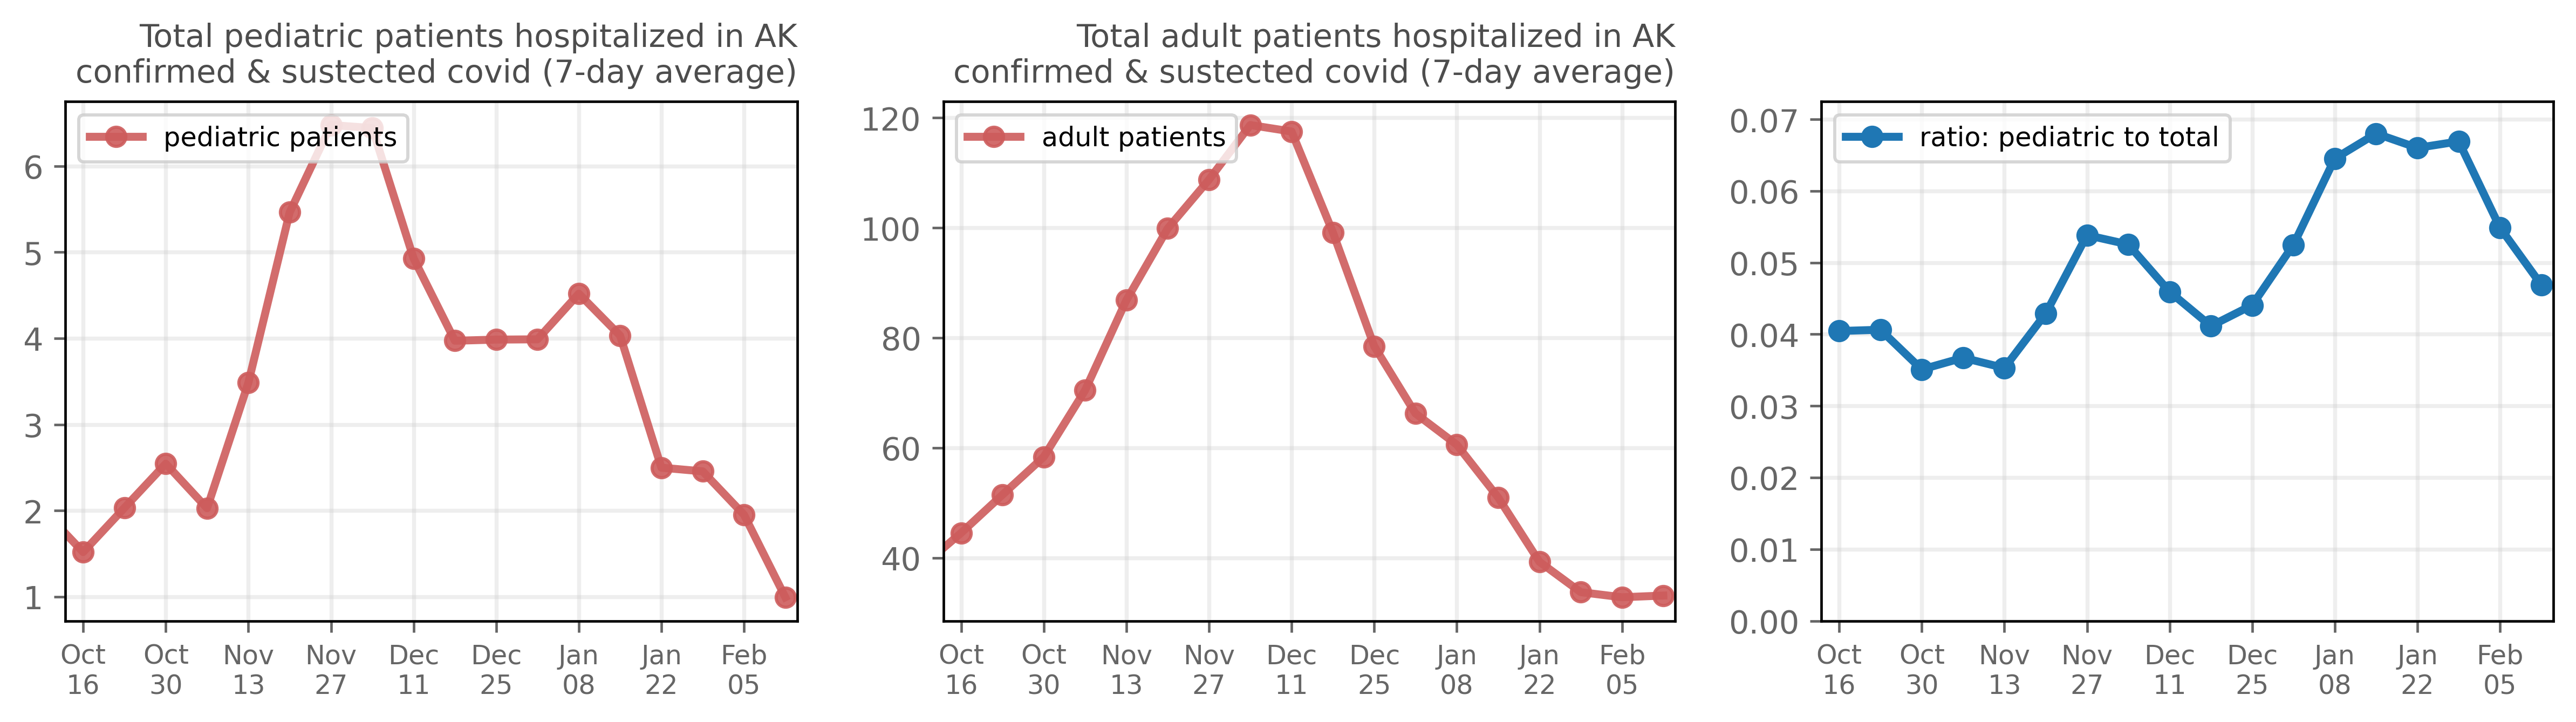 Total pediatric patients hospitalized in AK
confirmed & sustected covid (7-day average)
pediatric patients
6
5
4
3
2
1
Oct 16
Oct 30
Nov 13
Nov 27
Dec 11
Dec 25
Jan 08
Jan 22
Feb 05
Total adult patients hospitalized in AK
confirmed & sustected covid (7-day average)
adult patients
120
100
80
60
40
Oct 16
Oct 30
Nov 13
Nov 27
Dec 11
Dec 25
Jan 08
Jan 22
Feb 05
ratio: pediatric to total
0.07
0.06
0.05
0.04
0.03
0.02
0.01
0.00
Oct 16
Oct 30
Nov 13
Nov 27
Dec 11
Dec 25
Jan 08
Jan 22
Feb 05